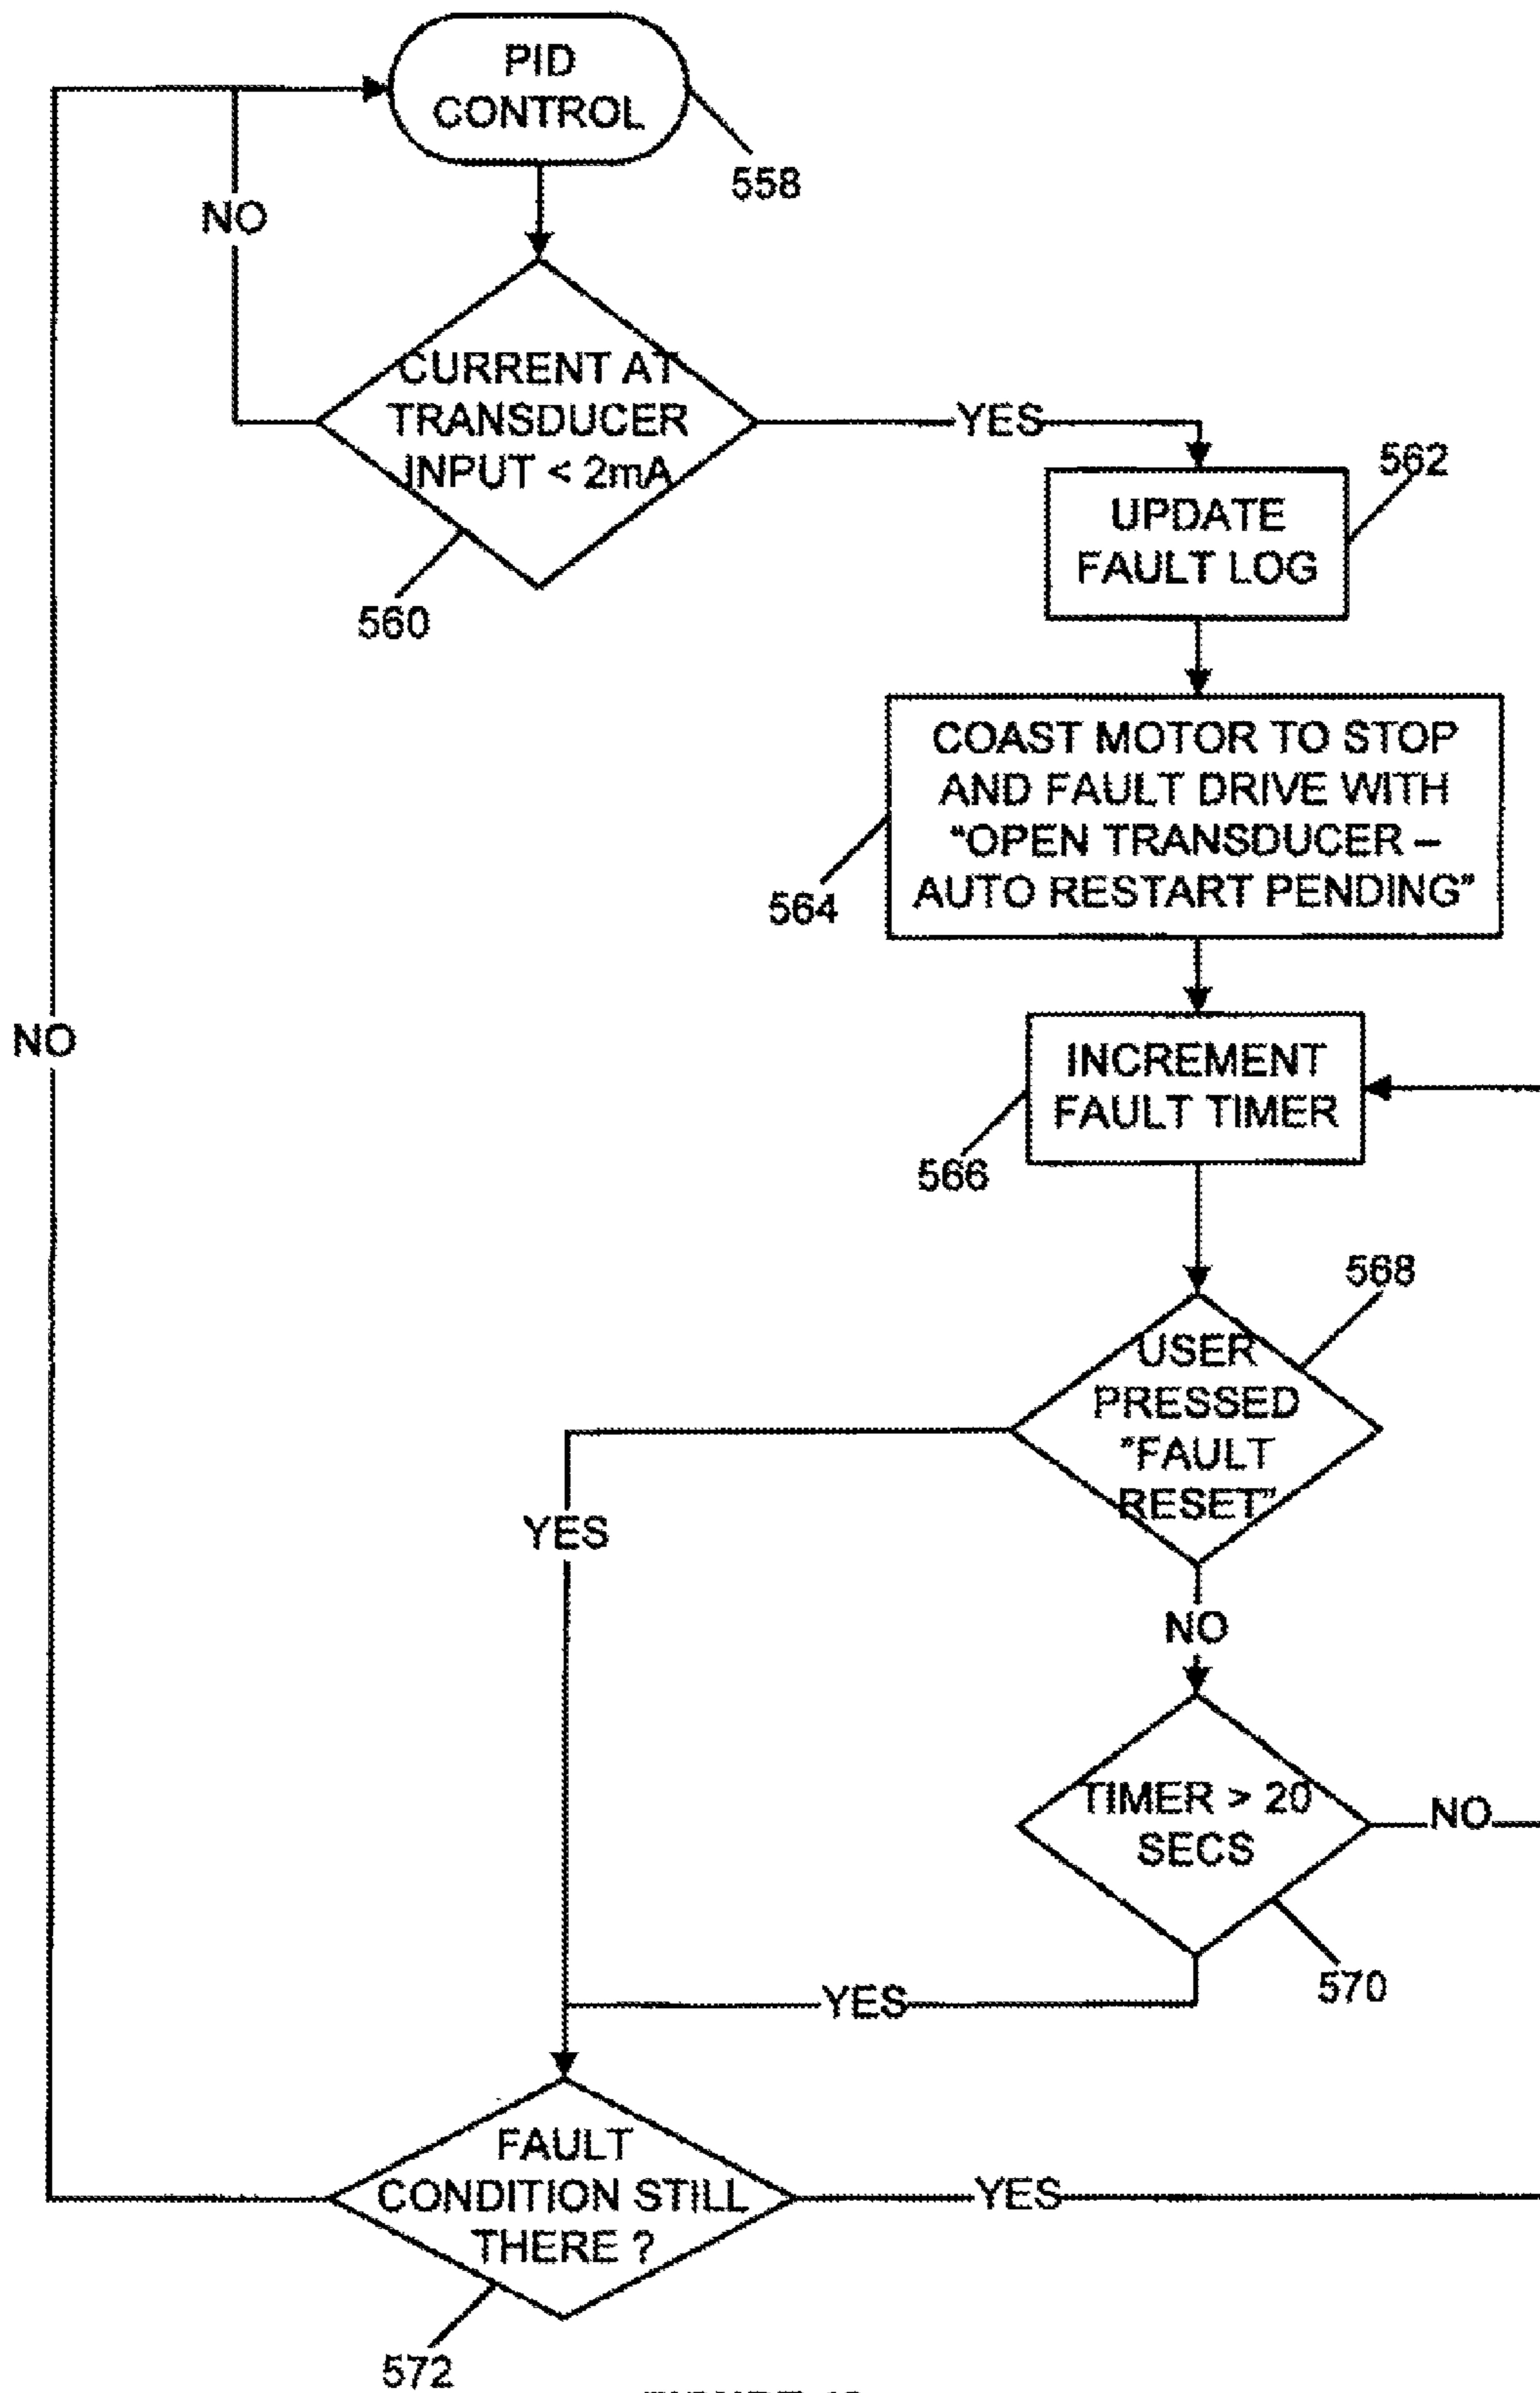 PID
CONTROL
558
NO
CURRENT AT
TRANSDUCER
INPUT < 2mA
YES
560
562
UPDATE
FAULT LOG
COAST MOTOR TO STOP
AND FAULT DRIVE WITH
"OPEN TRANSDUCER –
AUTO RESTART PENDING"
564
NO
INCREMENT
FAULT TIMER
566
568
USER
PRESSED
"FAULT
RESET"
YES
NO
TIMER > 20
SECS
NO
570
YES
FAULT
CONDITION STILL
THERE ?
YES
572